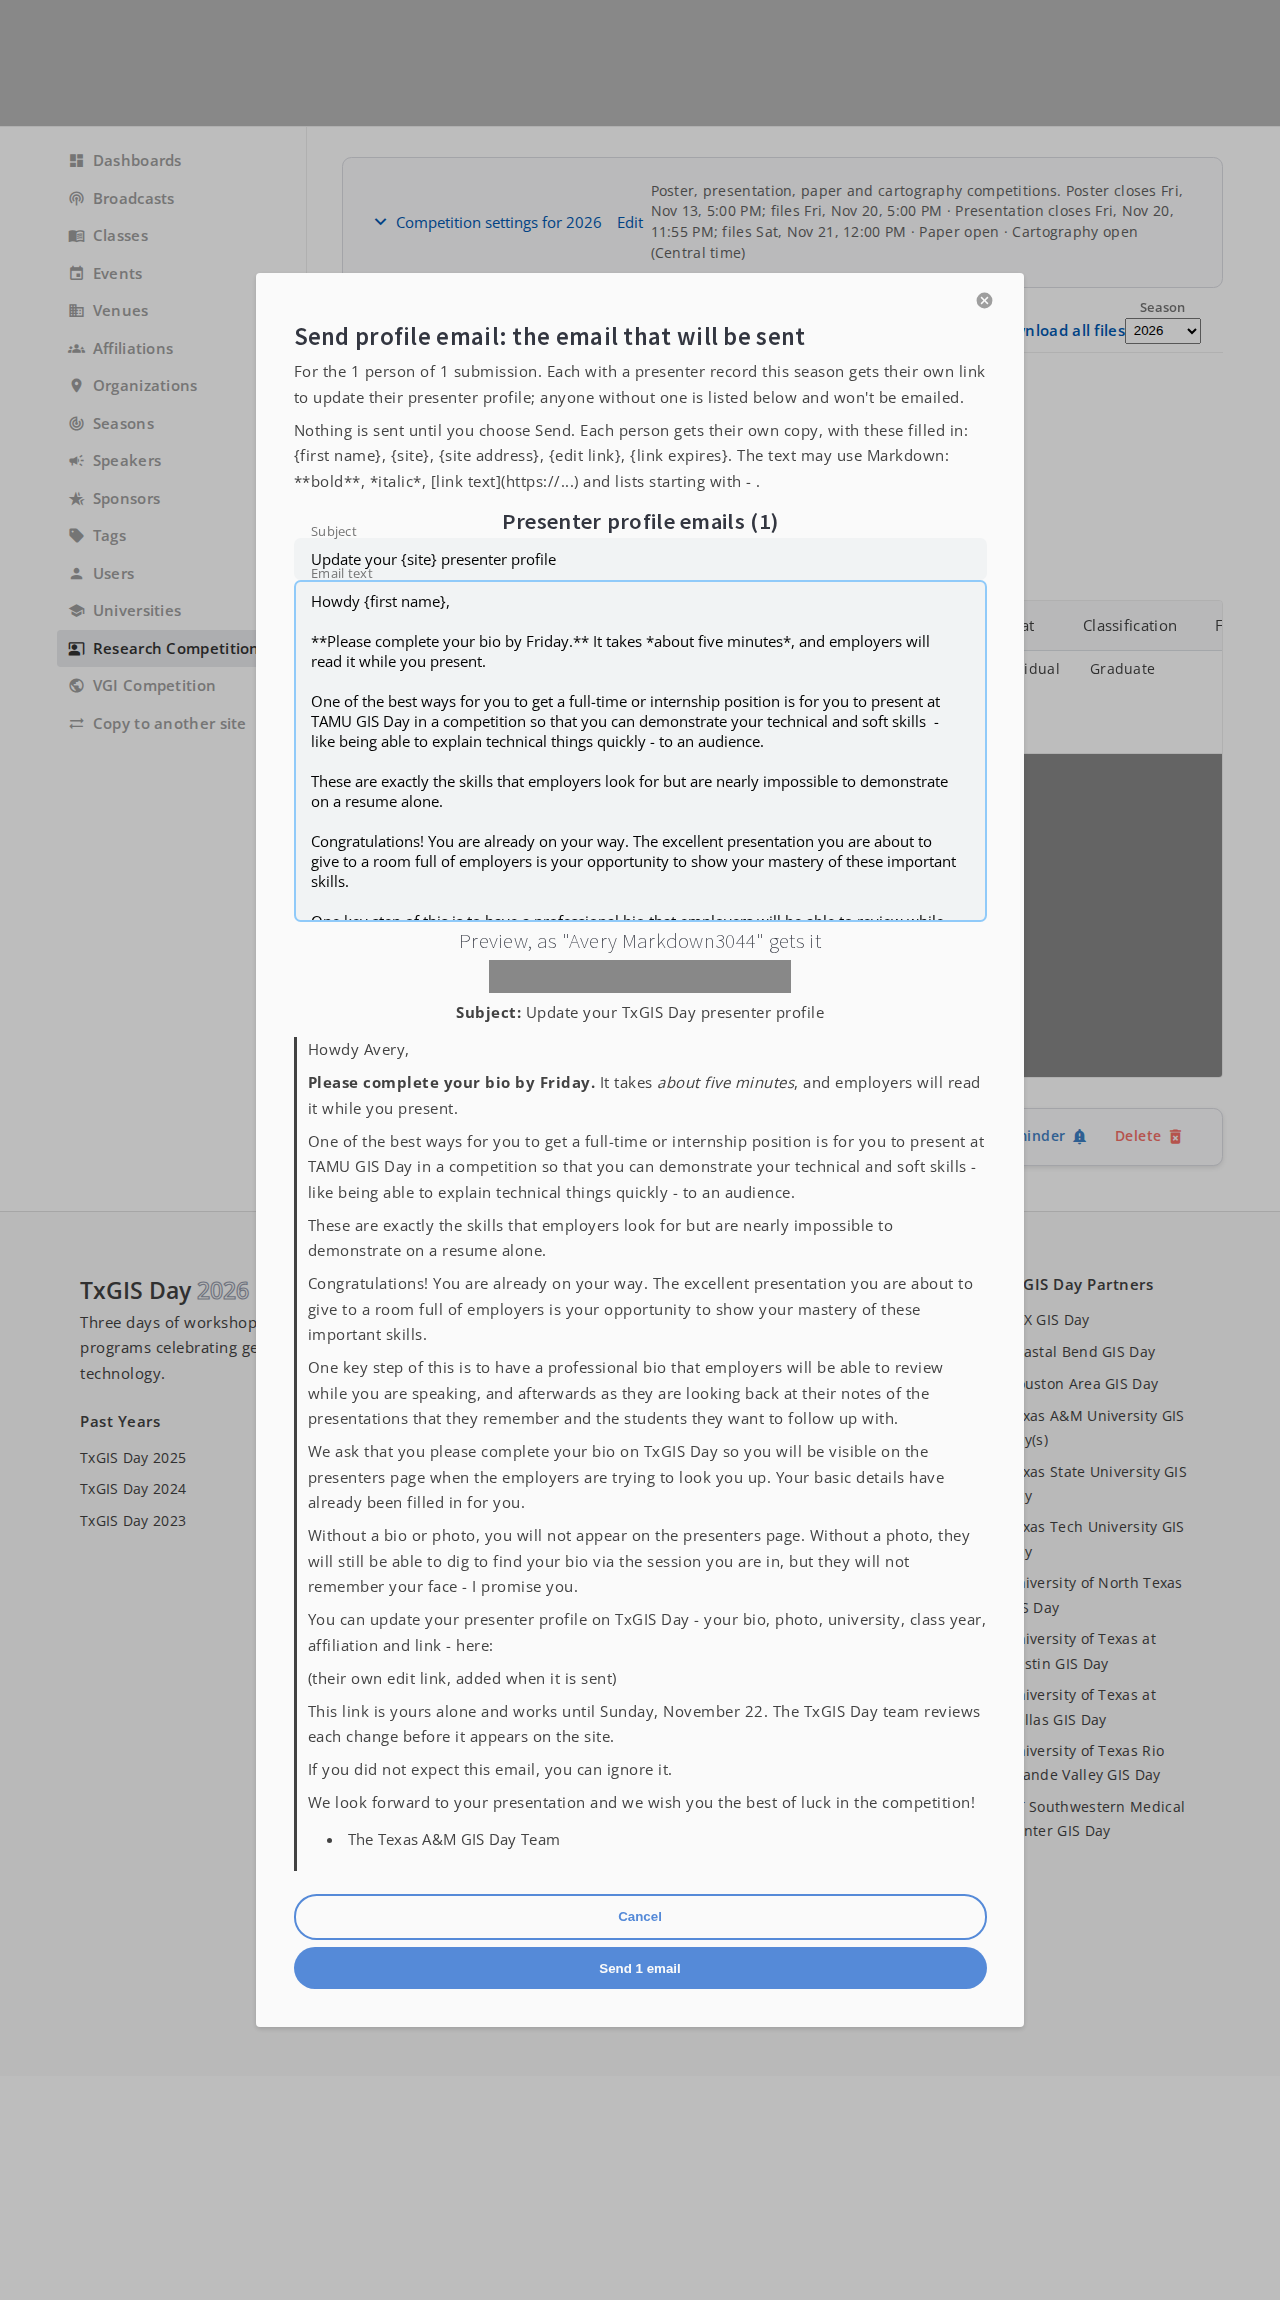 Dashboards
Broadcasts
Classes
Events
Venues
Affiliations
Organizations
Seasons
Speakers
Sponsors
Tags
Users
Universities
Research Competition
VGI Competition
Copy to another site
Competition settings for 2026 Edit
Poster, presentation, paper and cartography competitions. Poster closes Fri,
Nov 13, 5:00 PM; files Fri, Nov 20, 5:00 PM · Presentation closes Fri, Nov 20,
11:55 PM; files Sat, Nov 21, 12:00 PM · Paper open · Cartography open
(Central time)
Season
all files 2026
Classification
Graduate
Delete
Send profile email: the email that will be sent
For the 1 person of 1 submission. Each with a presenter record this season gets their own link
to update their presenter profile; anyone without one is listed below and won't be emailed.
Nothing is sent until you choose Send. Each person gets their own copy, with these filled in:
{first name}, {site}, {site address}, {edit link}, {link expires}. The text may use Markdown:
**bold**, *italic*, [link text](https://...) and lists starting with - .
Presenter profile emails (1)
Subject
Update your {site} presenter profile
Email text
Howdy {first name},
**Please complete your bio by Friday.** It takes *about five minutes*, and employers will
read it while you present.
One of the best ways for you to get a full-time or internship position is for you to present at
TAMU GIS Day in a competition so that you can demonstrate your technical and soft skills  -
like being able to explain technical things quickly - to an audience.
These are exactly the skills that employers look for but are nearly impossible to demonstrate
on a resume alone.
Congratulations! You are already on your way. The excellent presentation you are about to
give to a room full of employers is your opportunity to show your mastery of these important
skills.
One key step of this is to have a professional bio that employers will be able to review while
Preview, as "Avery Markdown3044" gets it
Subject: Update your TxGIS Day presenter profile
Howdy Avery,
Please complete your bio by Friday. It takes about five minutes, and employers will read
it while you present.
One of the best ways for you to get a full-time or internship position is for you to present at
TAMU GIS Day in a competition so that you can demonstrate your technical and soft skills -
like being able to explain technical things quickly - to an audience.
These are exactly the skills that employers look for but are nearly impossible to
demonstrate on a resume alone.
Congratulations! You are already on your way. The excellent presentation you are about to
give to a room full of employers is your opportunity to show your mastery of these
important skills.
One key step of this is to have a professional bio that employers will be able to review
while you are speaking, and afterwards as they are looking back at their notes of the
presentations that they remember and the students they want to follow up with.
We ask that you please complete your bio on TxGIS Day so you will be visible on the
presenters page when the employers are trying to look you up. Your basic details have
already been filled in for you.
Without a bio or photo, you will not appear on the presenters page. Without a photo, they
will still be able to dig to find your bio via the session you are in, but they will not
remember your face - I promise you.
You can update your presenter profile on TxGIS Day - your bio, photo, university, class year,
affiliation and link - here:
(their own edit link, added when it is sent)
This link is yours alone and works until Sunday, November 22. The TxGIS Day team reviews
each change before it appears on the site.
If you did not expect this email, you can ignore it.
We look forward to your presentation and we wish you the best of luck in the competition!
• The Texas A&M GIS Day Team
Cancel
Send 1 email
TxGIS Day 2026
Three days of workshop
programs celebrating
technology.
Past Years
TxGIS Day 2025
TxGIS Day 2024
TxGIS Day 2023
GIS Day Partners
GIS Day
Bend GIS Day
Area GIS Day
A&M University GIS
State University GIS
Tech University GIS
of North Texas
Day
of Texas at
GIS Day
of Texas at
GIS Day
of Texas Rio
Valley GIS Day
Southwestern Medical
GIS Day